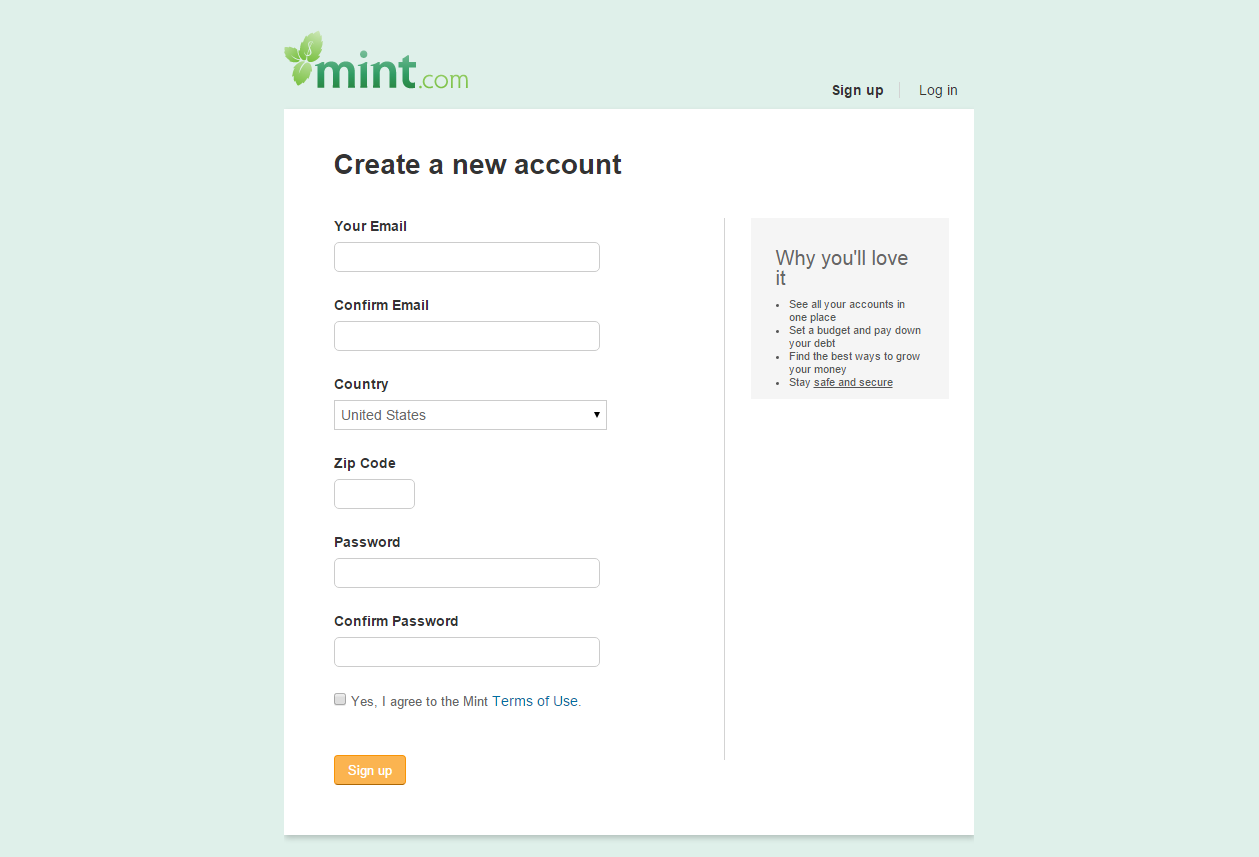 mint.com
Sign up
Log in
Create a new account
Your Email
Confirm Email
Country
United States
Zip Code
Password
Confirm Password
Yes, I agree to the Mint Terms of Use.
Sign up
Why you'll love
it
See all your accounts in
one place
Set a budget and pay down
your debt
Find the best ways to grow
your money
Stay safe and secure